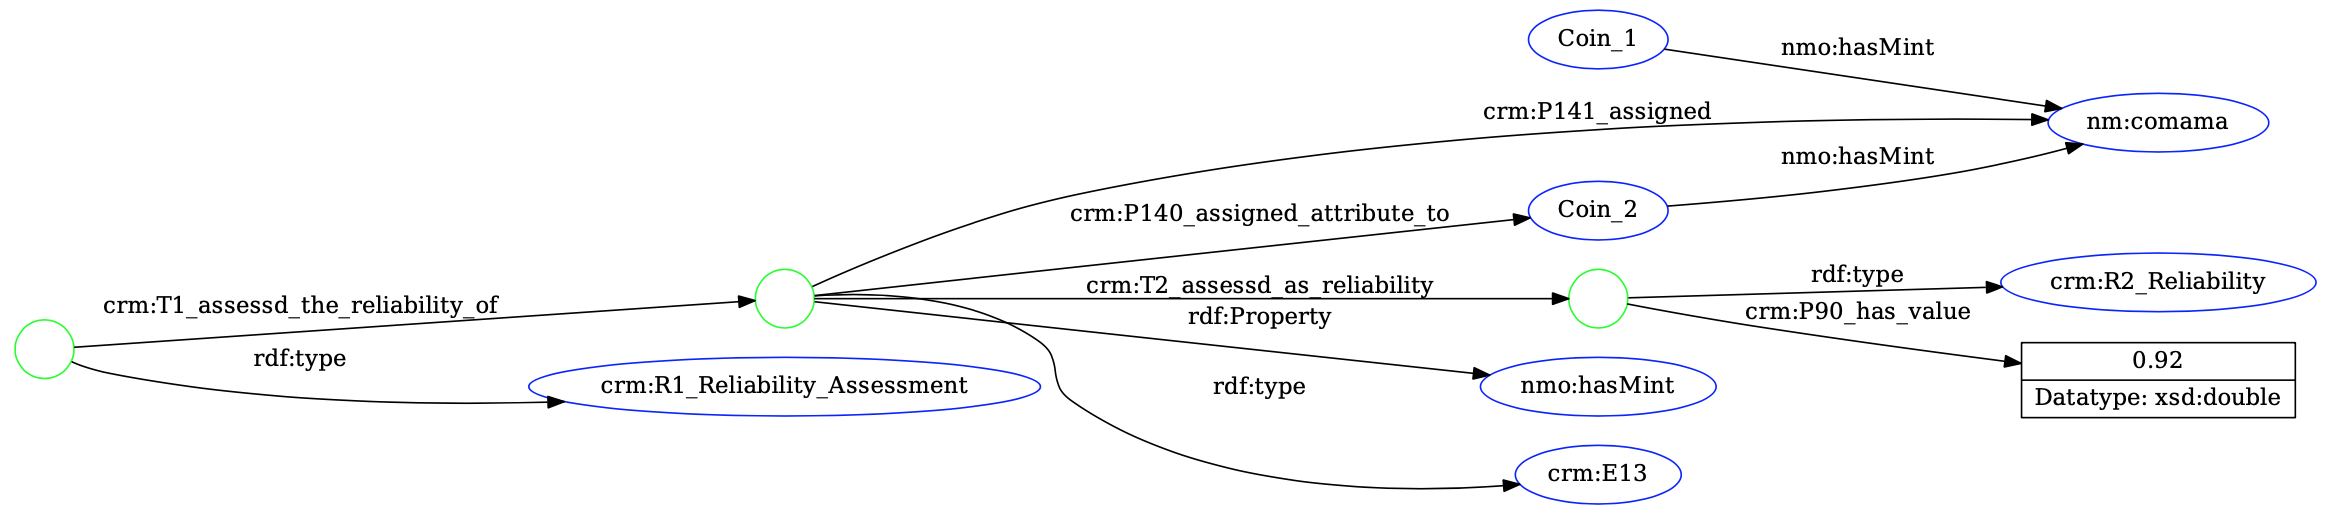 Coin_1
nmo:hasMint
crm:P141_assigned
nm:comama
nmo:hasMint
crm:P140_assigned_attribute_to
Coin_2
crm:T2_assessd_as_reliability
rdf:type
crm:R2_Reliability
crm:T1_assessd_the_reliability_of
rdf:Property
crm:P90_has_value
rdf:type
0.92
crm:R1_Reliability_Assessment
rdf:type
nmo:hasMint
Datatype: xsd:double
crm:E13